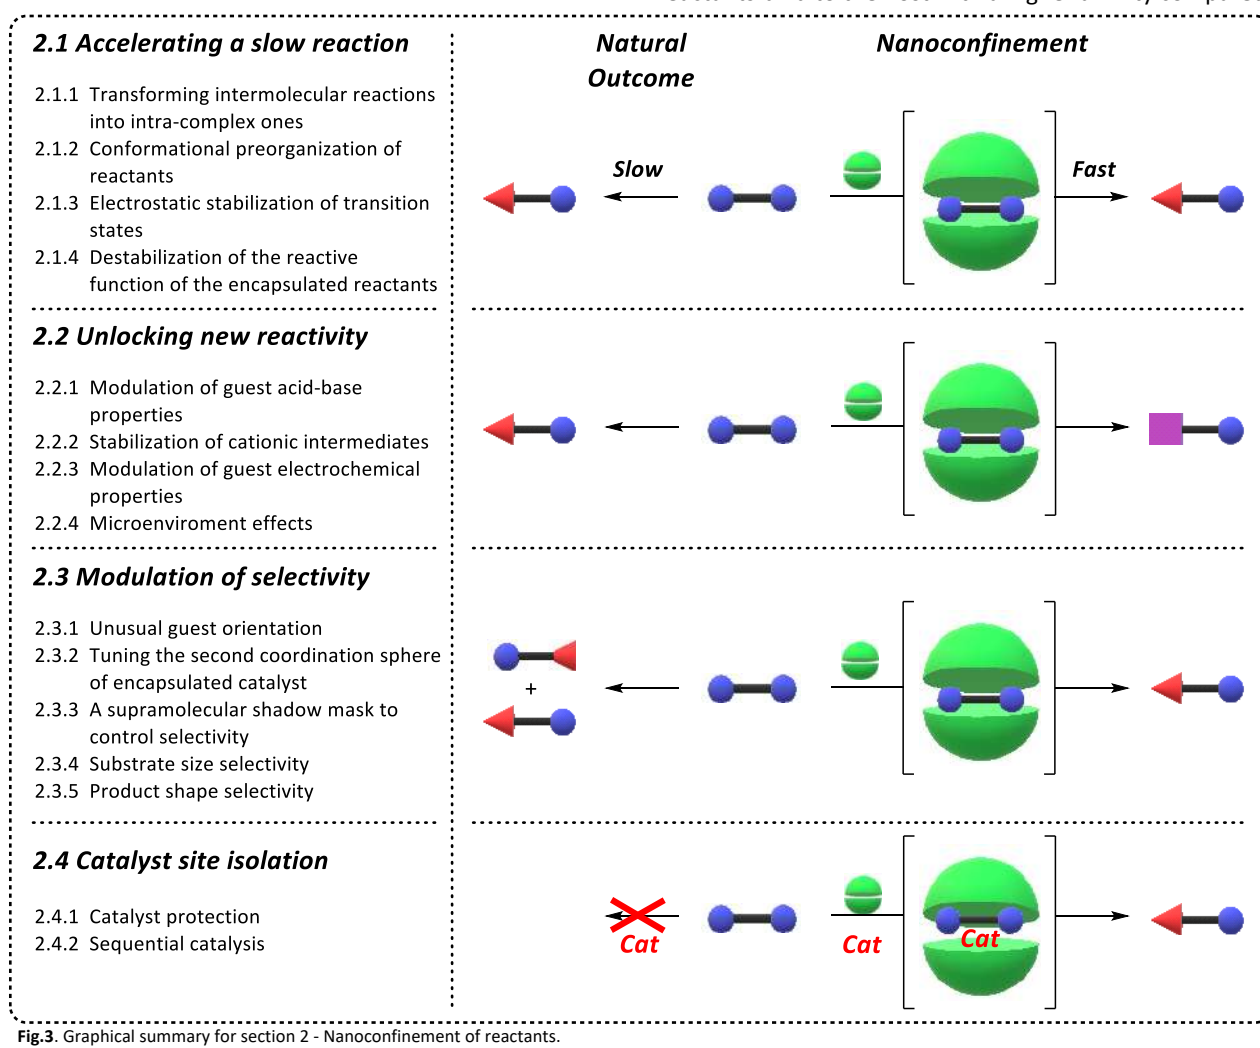 2.1 Accelerating a slow reaction
2.1.1 Transforming intermolecular reactions
into intra-complex ones
2.1.2 Conformational preorganization of
reactants
2.1.3 Electrostatic stabilization of transition
states
2.1.4 Destabilization of the reactive
function of the encapsulated reactants
Natural
Outcome
Nanoconfinement
Slow
Fast
2.2 Unlocking new reactivity
2.2.1 Modulation of guest acid-base
properties
2.2.2 Stabilization of cationic intermediates
2.2.3 Modulation of guest electrochemical
properties
2.2.4 Microenviroment effects
2.3 Modulation of selectivity
2.3.1 Unusual guest orientation
2.3.2 Tuning the second coordination sphere
of encapsulated catalyst
2.3.3 A supramolecular shadow mask to
control selectivity
2.3.4 Substrate size selectivity
2.3.5 Product shape selectivity
+
2.4 Catalyst site isolation
2.4.1 Catalyst protection
2.4.2 Sequential catalysis
Cat
Cat
Cat
Fig.3. Graphical summary for section 2 - Nanoconfinement of reactants.